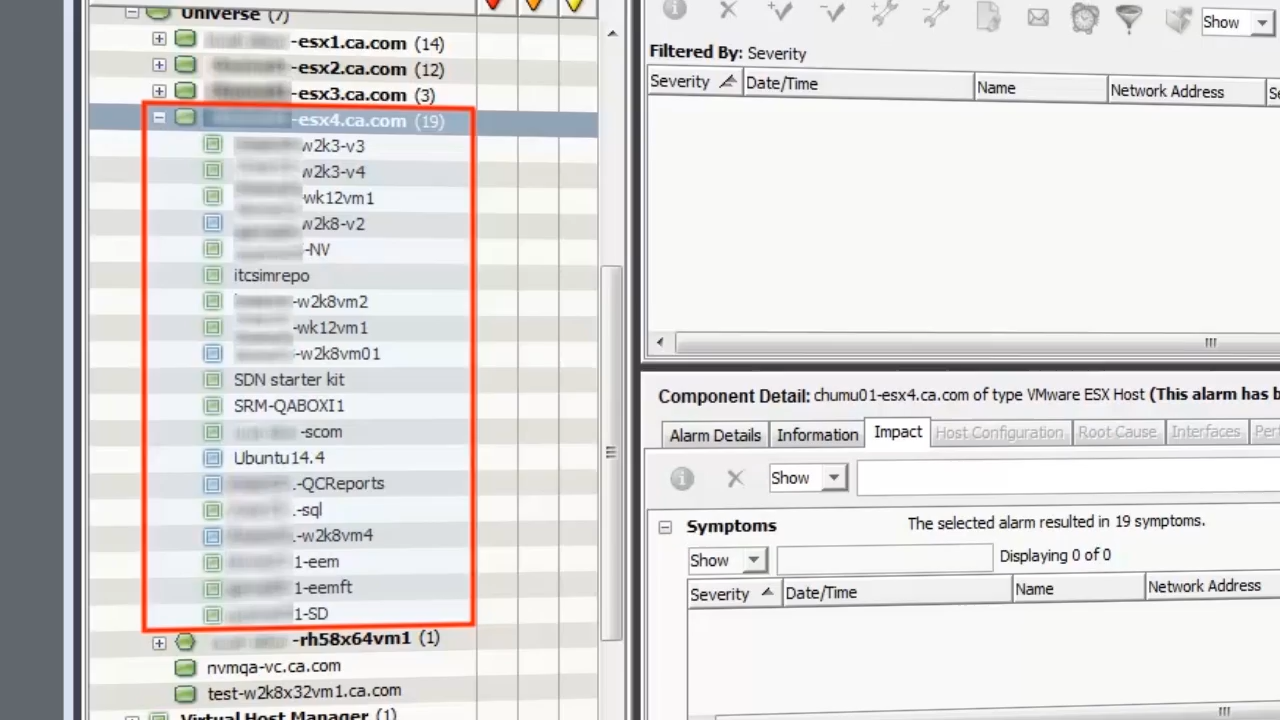 Universe (7)
-esx1.ca.com (14)
-esx2.ca.com (12)
-esx3.ca.com (3)
-esx4.ca.com (19)
w2k3-v3
w2k3-v4
-wk12vm1
w2k8-v2
-NV
itcsimrepo
-w2k8vm2
-wk12vm1
-w2k8vm01
SDN starter kit
SRM-QABOXI1
-scom
Ubuntu14.4
.-QCReports
.-sql
.-w2k8vm4
1-eem
1-eemft
1-SD
-rh58x64vm1 (1)
nvmqa-vc.ca.com
test-w2k8x32vm1.ca.com
Virtual Host Manager (1)
Show
Filtered By: Severity
Severity Date/Time Name Network Address Se
Component Detail: chumu01-esx4.ca.com of type VMware ESX Host (This alarm has b
Alarm Details Information Impact Host Configuration Root Cause Interfaces Per
Show
Symptoms The selected alarm resulted in 19 symptoms.
Show Displaying 0 of 0
Severity Date/Time Name Network Address